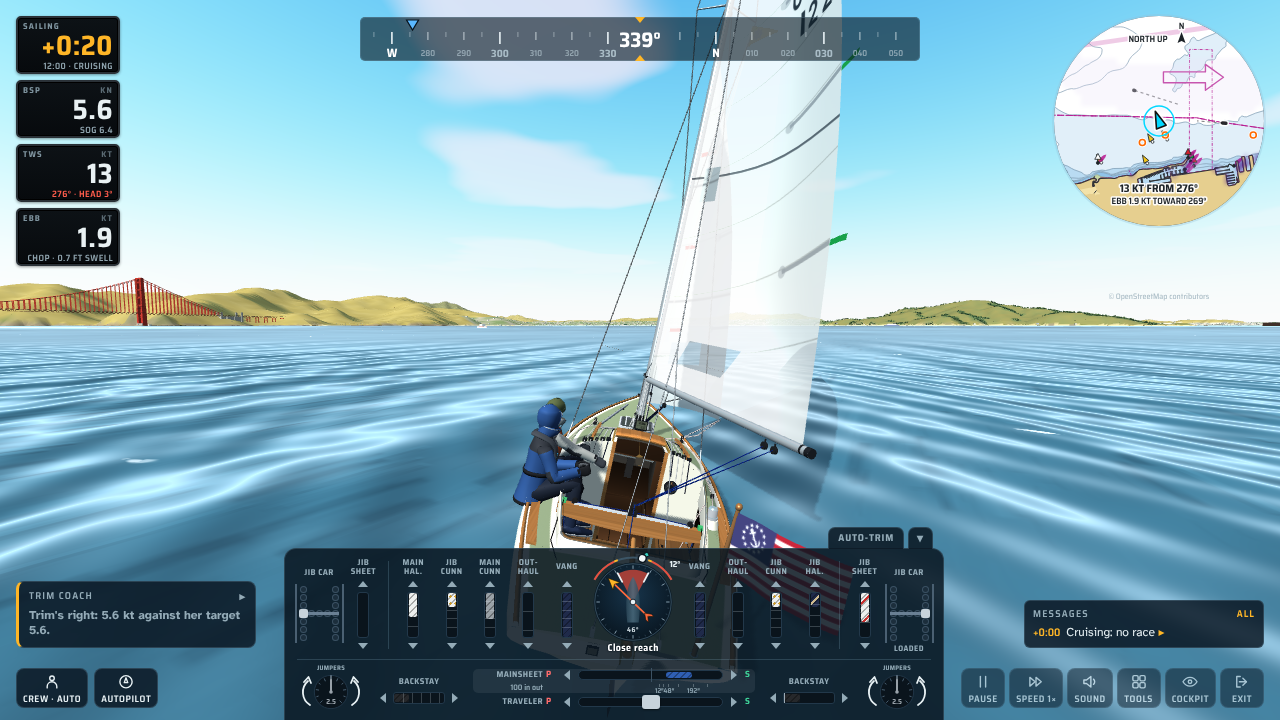 SAILING
+0:20
12:00 · CRUISING
BSP KN
5.6
SOG 6.4
TWS KT
13
276° · HEAD 3°
EBB KT
1.9
CHOP · 0.7 FT SWELL
W 280 290 300 310 320 330 339° N 010 020 030 040 050
NORTH UP N
13 KT FROM 276°
EBB 1.9 KT TOWARD 269°
© OpenStreetMap contributors
AUTO-TRIM ▼
TRIM COACH ▶
Trim's right: 5.6 kt against her target 5.6.
JIB CAR
JIB SHEET
MAIN HAL.
JIB CUNN
MAIN CUNN
OUT-HAUL
VANG
12°
46°
Close reach
VANG
OUT-HAUL
JIB CUNN
JIB HAL.
JIB SHEET
JIB CAR
LOADED
JUMPERS
2.5
BACKSTAY
MAINSHEET P S
100 in out
12'48" 192"
TRAVELER P S
BACKSTAY
JUMPERS
2.5
MESSAGES ALL
+0:00 Cruising: no race ▸
CREW · AUTO
AUTOPILOT
PAUSE
SPEED 1×
SOUND
TOOLS
COCKPIT
EXIT